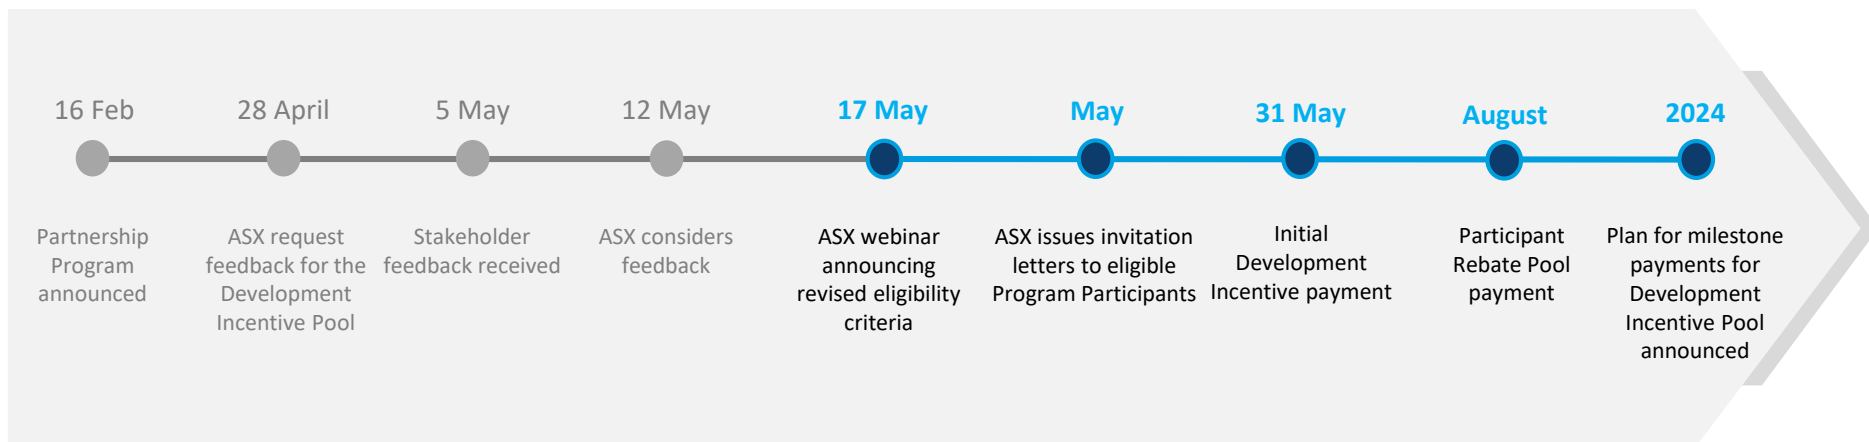 16 Feb
28 April
5 May
12 May
17 May
May
31 May
August
2024
Partnership
Program
announced
ASX request
feedback for the
Development
Incentive Pool
Stakeholder
feedback received
ASX considers
feedback
ASX webinar
announcing
revised eligibility
criteria
ASX issues invitation
letters to eligible
Program Participants
Initial
Development
Incentive payment
Participant
Rebate Pool
payment
Plan for milestone
payments for
Development
Incentive Pool
announced